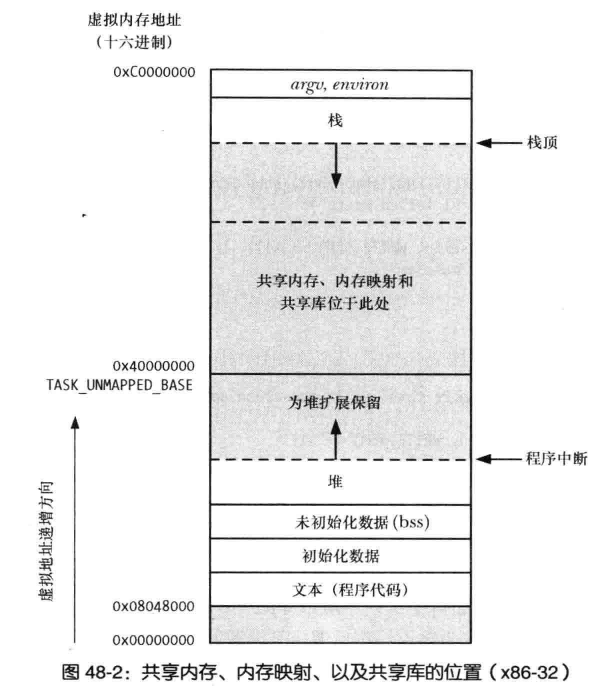 虚拟内存地址
（十六进制）
0xC0000000
argv, environ
栈
栈顶
共享内存、内存映射和
共享库位于此处
0x40000000
TASK_UNMAPPED_BASE
为堆扩展保留
程序中断
堆
未初始化数据(bss)
初始化数据
文本（程序代码）
0x08048000
0x00000000
虚拟地址递增方向
图 48-2：共享内存、内存映射、以及共享库的位置（x86-32）